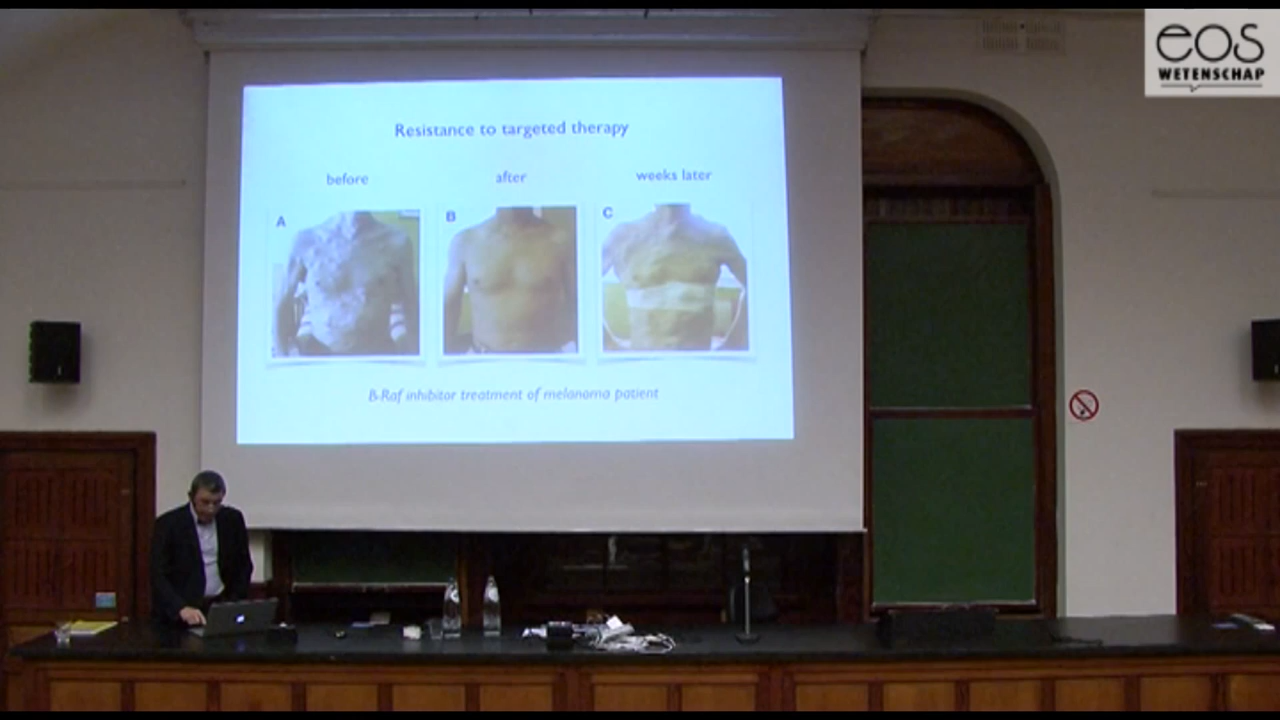 eos
WETENSCHAP
Resistance to targeted therapy
before
after
weeks later
A
B
C
B-Raf inhibitor treatment of melanoma patient